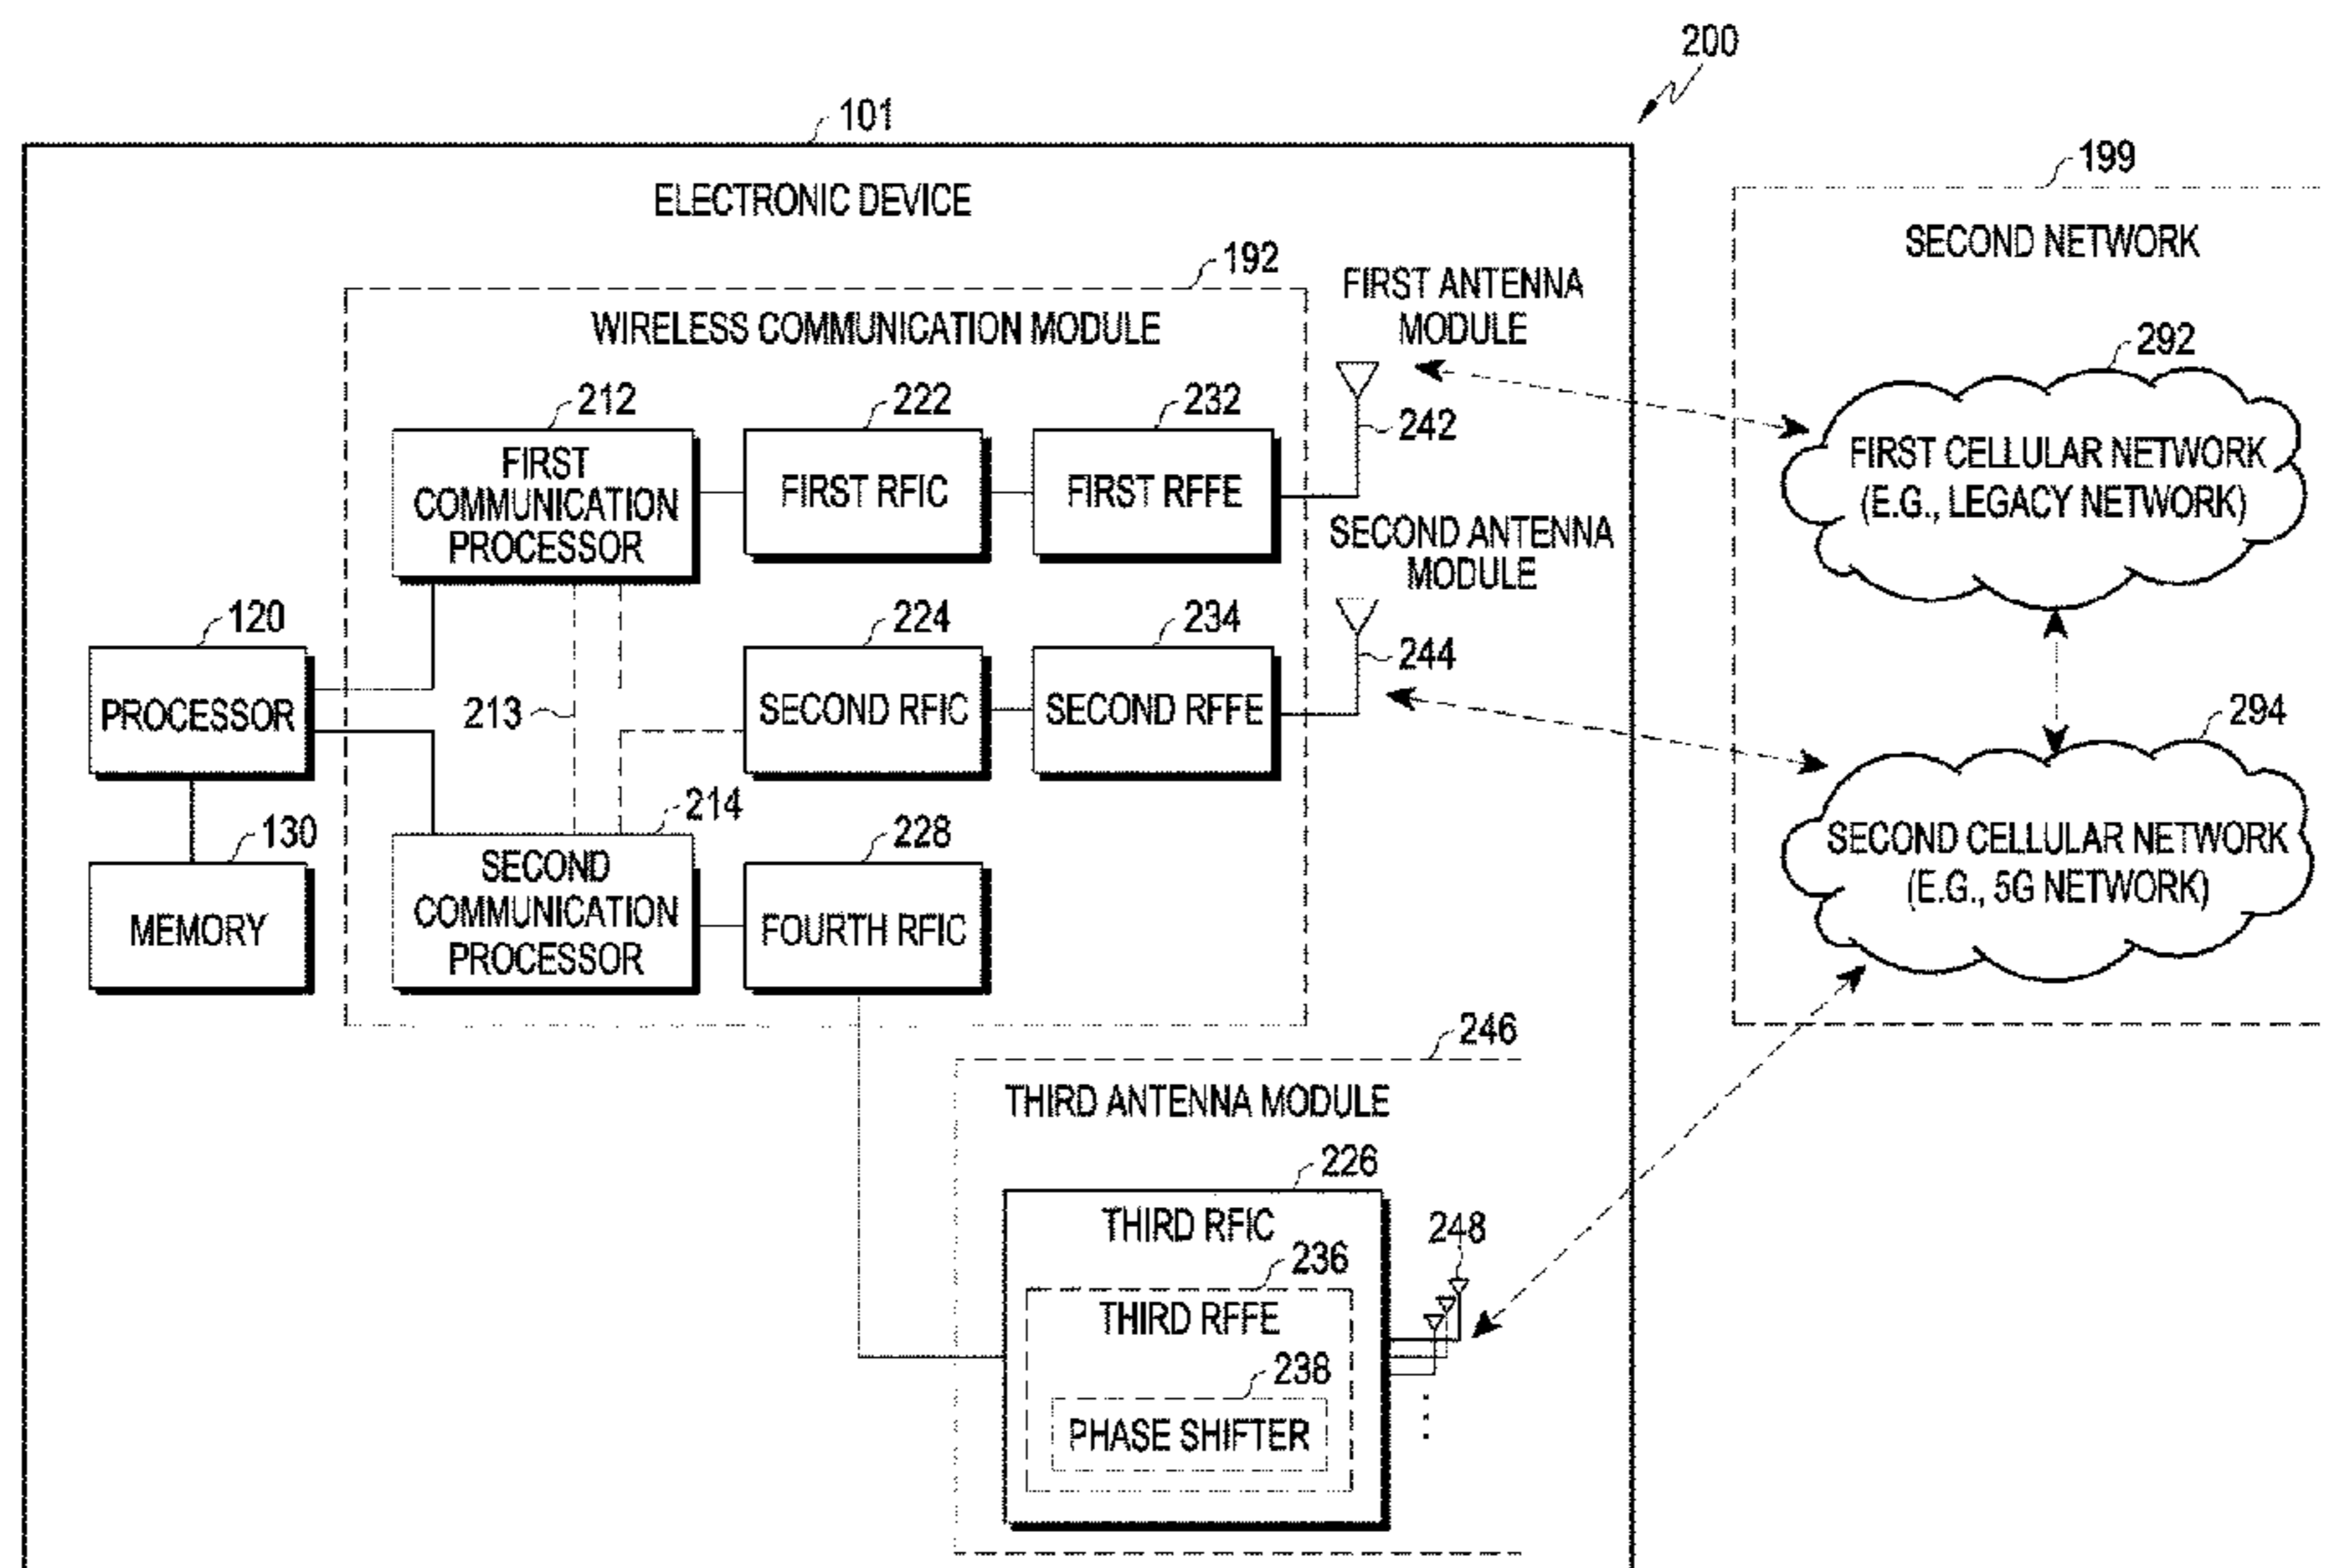 200
101
ELECTRONIC DEVICE
199
SECOND NETWORK
192
WIRELESS COMMUNICATION MODULE
FIRST ANTENNA
MODULE
292
FIRST CELLULAR NETWORK
(E.G., LEGACY NETWORK)
212
222
232
242
FIRST
COMMUNICATION
PROCESSOR
FIRST RFIC
FIRST RFFE
SECOND ANTENNA
MODULE
120
PROCESSOR
213
224
234
244
SECOND RFIC
SECOND RFFE
294
SECOND CELLULAR NETWORK
(E.G., 5G NETWORK)
130
MEMORY
214
SECOND
COMMUNICATION
PROCESSOR
228
FOURTH RFIC
246
THIRD ANTENNA MODULE
226
THIRD RFIC
248
236
THIRD RFFE
238
PHASE SHIFTER